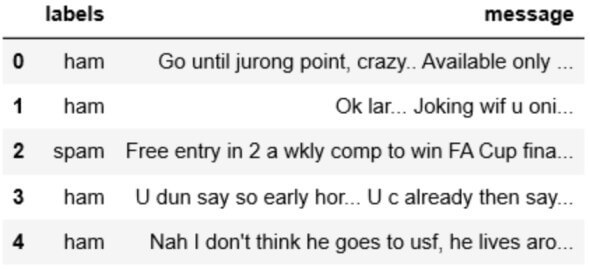 labels message
0 ham Go until jurong point, crazy.. Available only ...
1 ham Ok lar... Joking wif u oni...
2 spam Free entry in 2 a wkly comp to win FA Cup fina...
3 ham U dun say so early hor... U c already then say...
4 ham Nah I don't think he goes to usf, he lives aro...